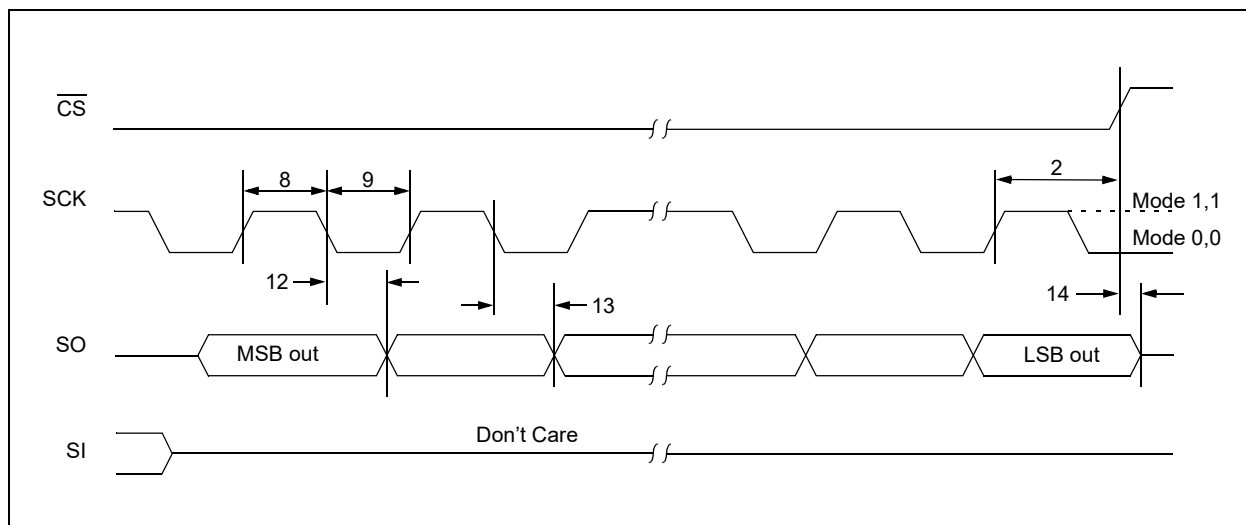 CS
2
8
9
SCK
Mode 1,1
Mode 0,0
12
13
14
SO
MSB out
LSB out
Don't Care
SI